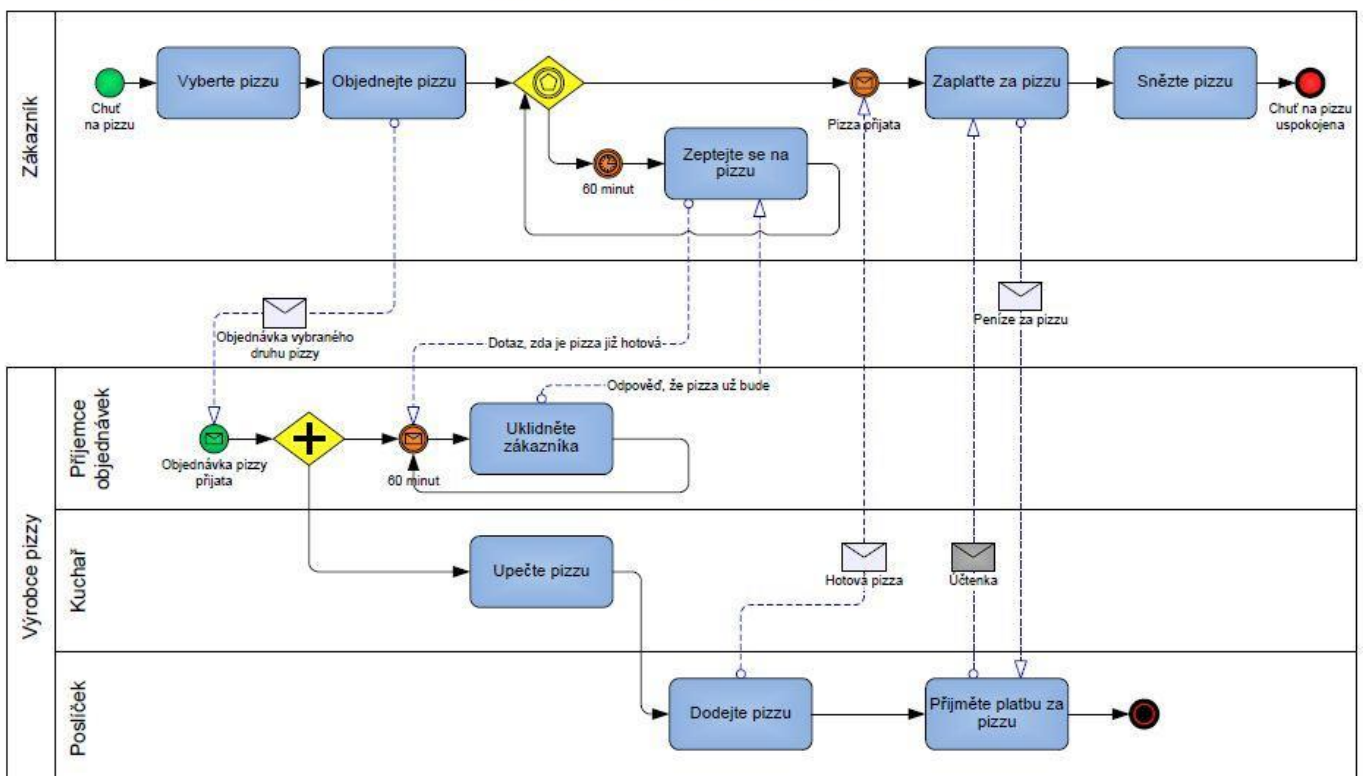 Zákazník
Chuť
na pizzu
Vyberte pizzu
Objednejte pizzu
60 minut
Zeptejte se na
pizzu
Pizza přijata
Zaplaťte za pizzu
Snězte pizzu
Chuť na pizzu
uspokojena
Objednávka vybraného
druhu pizzy
Dotaz, zda je pizza již hotová
Peníze za pizzu
Odpověď, že pizza už bude
Výrobce pizzy
Příjemce
objednávek
Objednávka pizzy
přijata
60 minut
Uklidněte
zákazníka
Kuchař
Upečte pizzu
Hotová pizza
Účtenka
Poslíček
Dodejte pizzu
Přijměte platbu za
pizzu